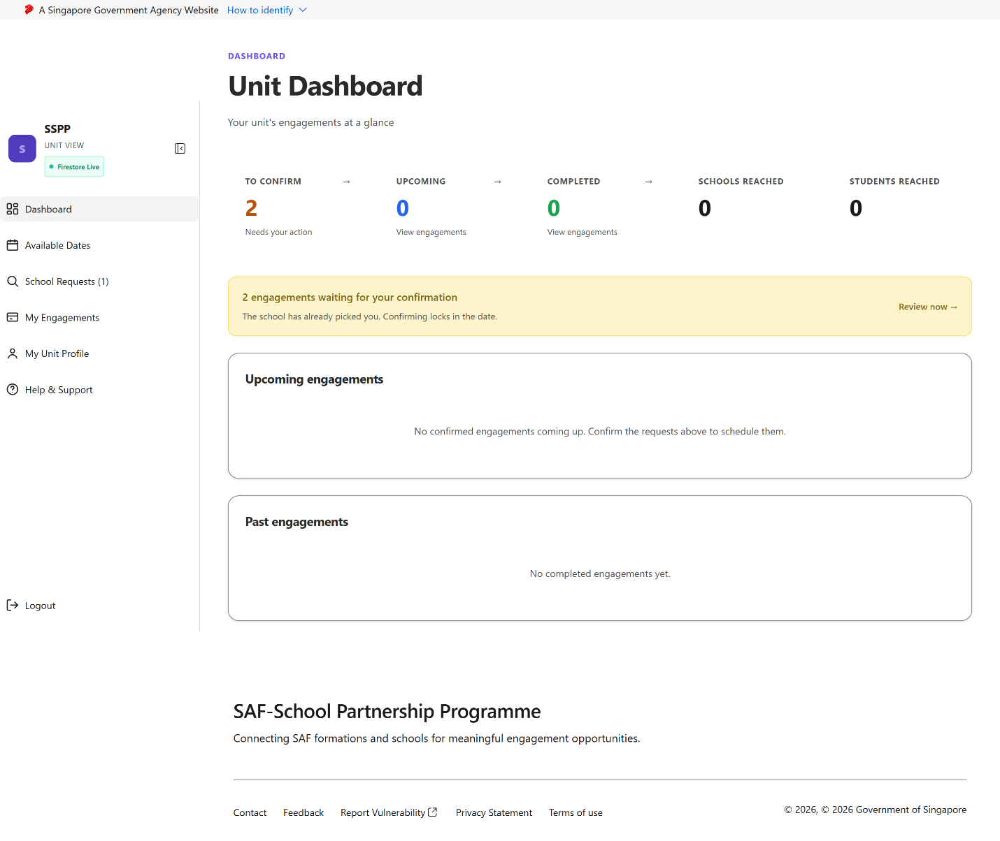 A Singapore Government Agency Website How to identify
SSPP
UNIT VIEW
S
Firestore Live
Dashboard
Available Dates
School Requests (1)
My Engagements
My Unit Profile
Help & Support
Logout
DASHBOARD
Unit Dashboard
Your unit's engagements at a glance
TO CONFIRM →
2
Needs your action
UPCOMING →
0
View engagements
COMPLETED →
0
View engagements
SCHOOLS REACHED
0
STUDENTS REACHED
0
2 engagements waiting for your confirmation
The school has already picked you. Confirming locks in the date.
Review now →
Upcoming engagements
No confirmed engagements coming up. Confirm the requests above to schedule them.
Past engagements
No completed engagements yet.
SAF-School Partnership Programme
Connecting SAF formations and schools for meaningful engagement opportunities.
Contact Feedback Report Vulnerability Privacy Statement Terms of use
© 2026, © 2026 Government of Singapore